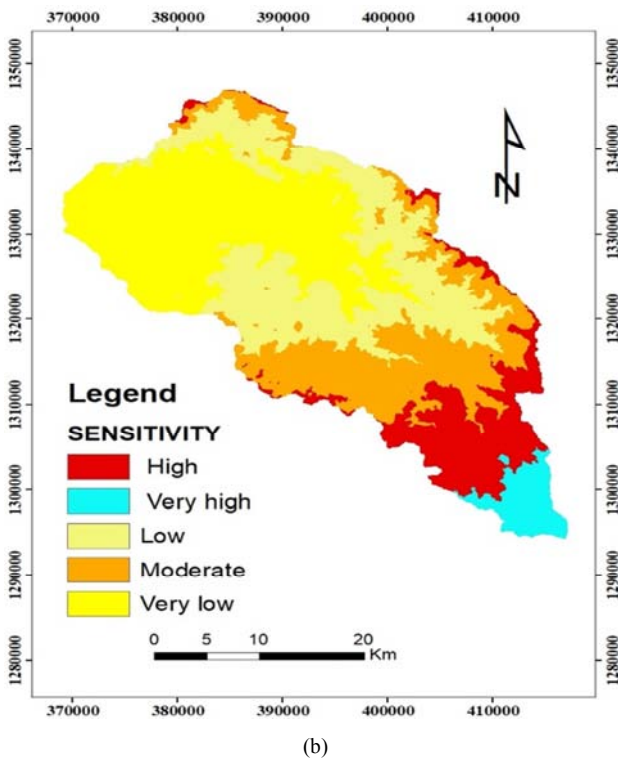 370000 380000 390000 400000 410000
1350000 1350000
1340000 1340000
N
1330000 1330000
1320000 1320000
1310000 1310000
Legend
SENSITIVITY
High
1300000 1300000
Very high
Low
Moderate
1290000 1290000
Very low
0 5 10 20
Km
1280000 1280000
370000 380000 390000 400000 410000
(b)